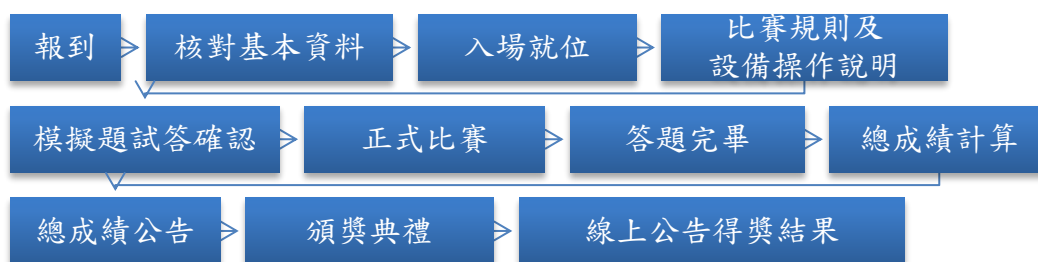 報到
核對基本資料
入場就位
比賽規則及
設備操作說明
模擬題試答確認
正式比賽
答題完畢
總成績計算
總成績公告
頒獎典禮
線上公告得獎結果